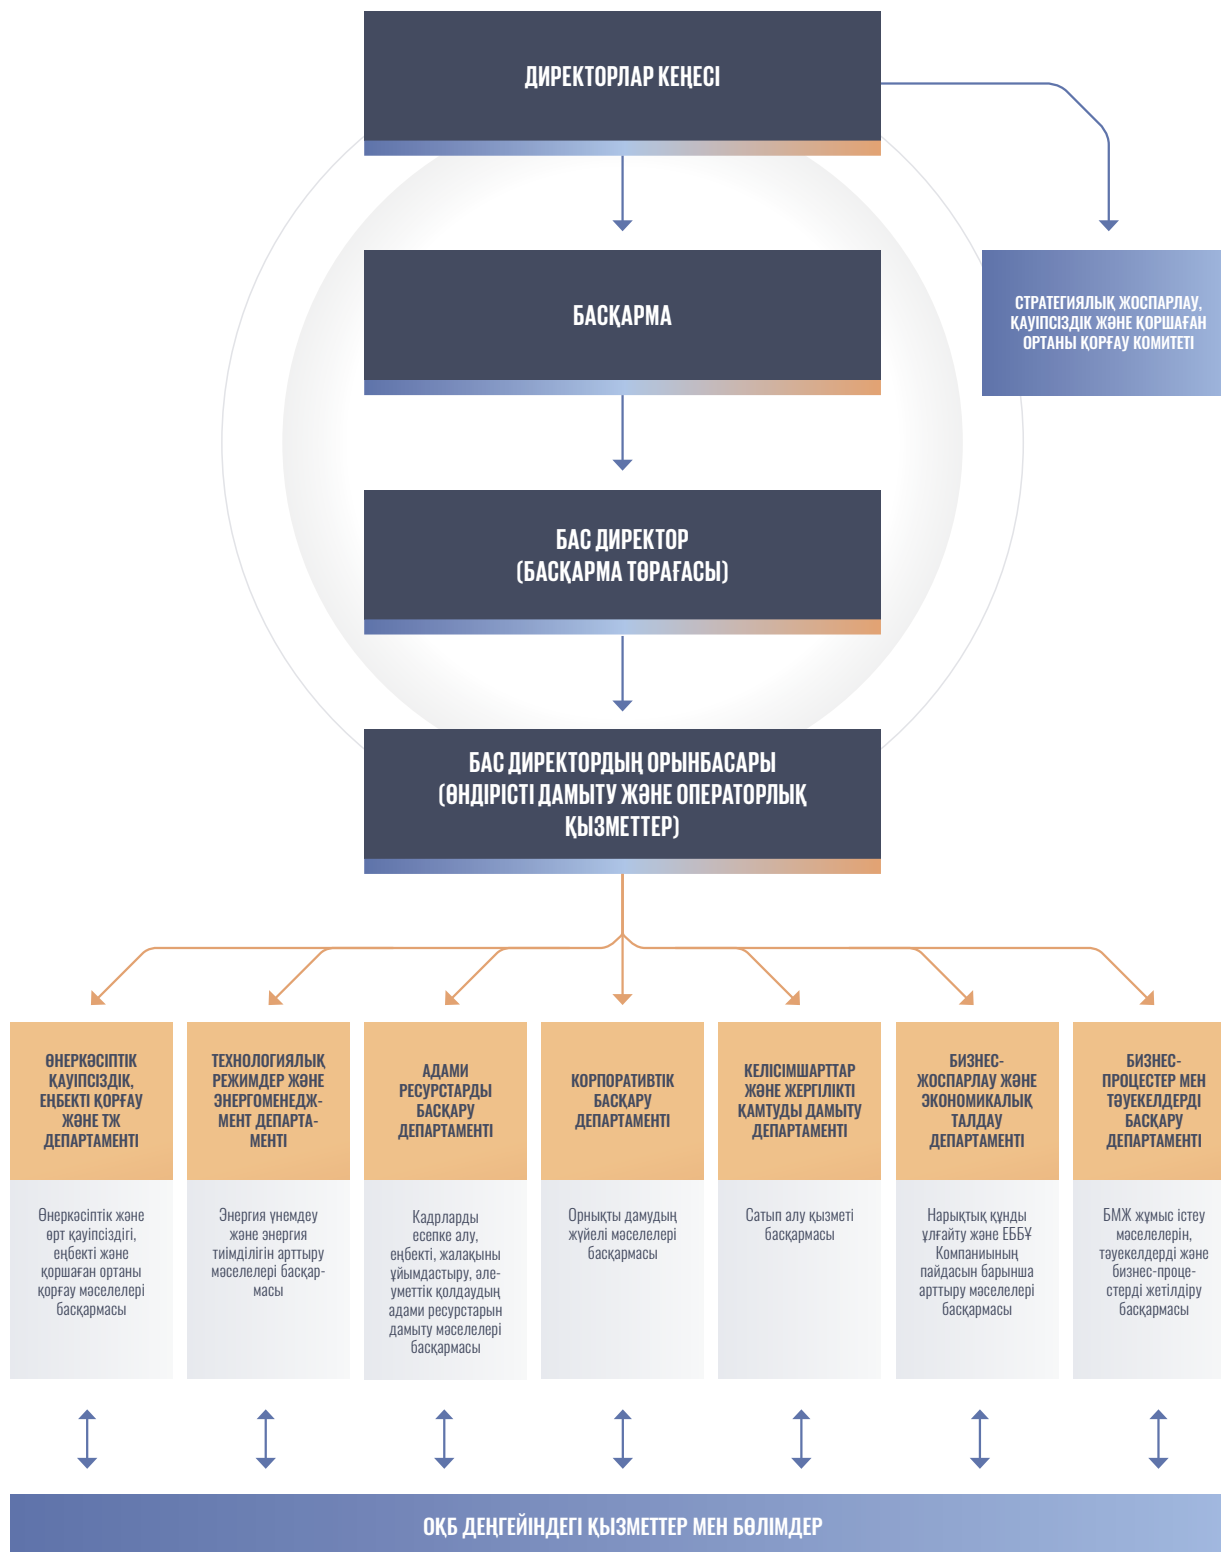 ДИРЕКТОРЛАР КЕҢЕСІ
БАСҚАРМА
СТРАТЕГИЯЛЫҚ ЖОСПАРЛАУ,
ҚАУІПСІЗДІК ЖӘНЕ ҚОРШАҒАН
ОРТАНЫ ҚОРҒАУ КОМИТЕТІ
БАС ДИРЕКТОР
(БАСҚАРМА ТӨРАҒАСЫ)
БАС ДИРЕКТОРДЫҢ ОРЫНБАСАРЫ
(ӨНДІРІСТІ ДАМЫТУ ЖӘНЕ ОПЕРАТОРЛЫҚ
ҚЫЗМЕТТЕР)
ӨНЕРКӘСІПТІК
ҚАУІПСІЗДІК,
ЕҢБЕКТІ ҚОРҒАУ
ЖӘНЕ ТЖ
ДЕПАРТАМЕНТІ
Өнеркәсіптік және
өрт қауіпсіздігі,
еңбекті және
қоршаған ортаны
қорғау мәселелері
басқармасы
ТЕХНОЛОГИЯЛЫҚ
РЕЖИМДЕР ЖӘНЕ
ЭНЕРГОМЕНЕДЖ-
МЕНТ ДЕПАРТА-
МЕНТІ
Энергия үнемдеу
және энергия
тиімділігін арттыру
мәселелері басқар-
масы
АДАМИ
РЕСУРСТАРДЫ
БАСҚАРУ
ДЕПАРТАМЕНТІ
Кадрларды
есепке алу,
еңбекті, жалақыны
ұйымдастыру, әле-
уметтік қолдаудың
адами ресурстарын
дамыту мәселелері
басқармасы
КОРПОРАТИВТІК
БАСҚАРУ
ДЕПАРТАМЕНТІ
Орнықты дамудың
жүйелі мәселелері
басқармасы
КЕЛІСІМШАРТТАР
ЖӘНЕ ЖЕРГІЛІКТІ
ҚАМТУДЫ ДАМЫТУ
ДЕПАРТАМЕНТІ
Сатып алу қызметі
басқармасы
БИЗНЕС-
ЖОСПАРЛАУ ЖӘНЕ
ЭКОНОМИКАЛЫҚ
ТАЛДАУ
ДЕПАРТАМЕНТІ
Нарықтық құнды
ұлғайту және ЕББҰ
Компаниының
пайдасын барынша
арттыру мәселелері
басқармасы
БИЗНЕС-
ПРОЦЕСТЕР МЕН
ТӘУЕКЕЛДЕРДІ
БАСҚАРУ
ДЕПАРТАМЕНТІ
БМЖ жұмыс істеу
мәселелерін,
тәуекелдерді және
бизнес-проце-
стерді жетілдіру
басқармасы
ОҚБ ДЕҢГЕЙІНДЕГІ ҚЫЗМЕТТЕР МЕН БӨЛІМДЕР